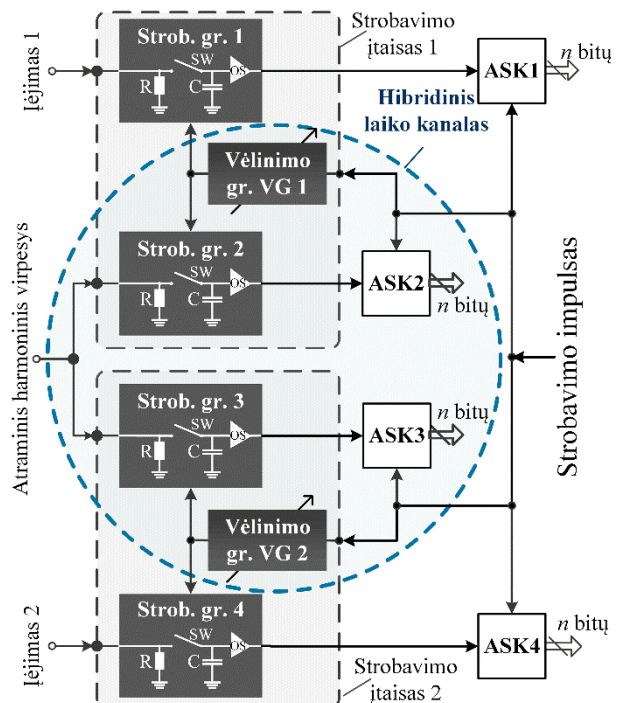 Strobavimo
įtaisas 1
Strob. gr. 1
SW
R
C
OS
ASK1
n bitų
Įėjimas 1
Hibridinis
laiko kanalas
Vėlinimo
gr. VG 1
Strob. gr. 2
SW
R
C
OS
ASK2
n bitų
Atraminis harmoninis virpesys
Strobavimo impulsas
Strob. gr. 3
SW
R
C
OS
ASK3
n bitų
Vėlinimo
gr. VG 2
Strob. gr. 4
SW
R
C
OS
ASK4
n bitų
Įėjimas 2
Strobavimo
įtaisas 2